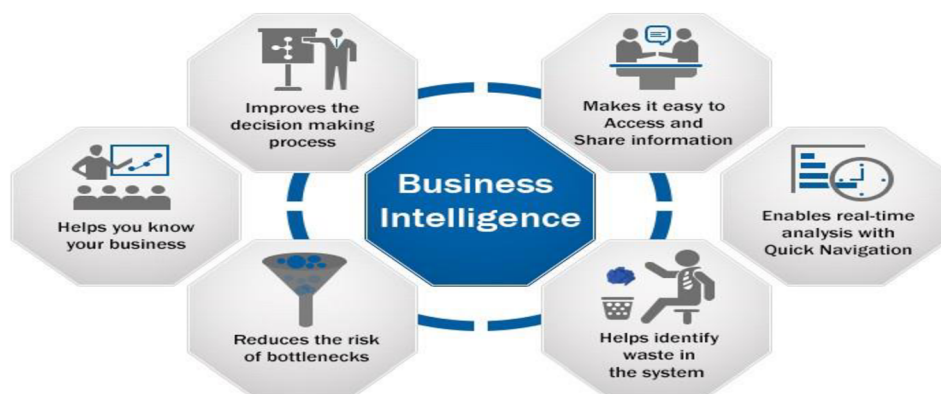 Improves the
decision making
process
Makes it easy to
Access and
Share information
Helps you know
your business
Business
Intelligence
Enables real-time
analysis with
Quick Navigation
Reduces the risk
of bottlenecks
Helps identify
waste in
the system